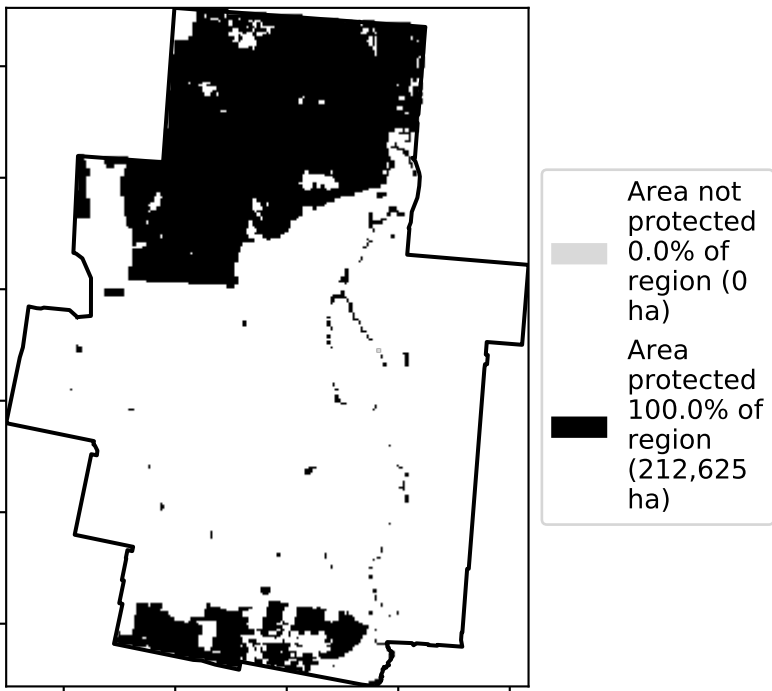 Area not
protected
0.0% of
region (0
ha)
Area
protected
100.0% of
region
(212,625
ha)